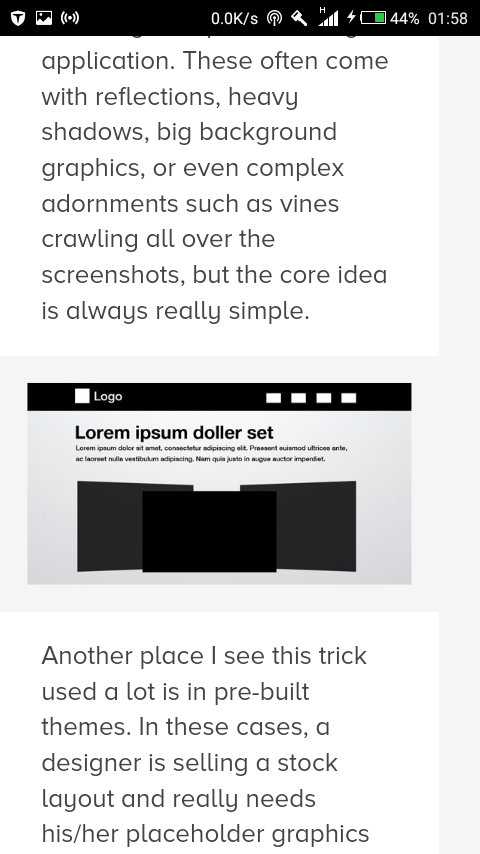 0.0K/s H 44% 01:58
application. These often come
with reflections, heavy
shadows, big background
graphics, or even complex
adornments such as vines
crawling all over the
screenshots, but the core idea
is always really simple.
Logo
Lorem ipsum doller set
Lorem ipsum dolor sit amet, consectetur adipiscing elit. Praesent euismod ultrices ante,
ac laoreet nulla vestibulum adipiscing. Nam quis justo in augue auctor imperdiet.
Another place I see this trick
used a lot is in pre-built
themes. In these cases, a
designer is selling a stock
layout and really needs
his/her placeholder graphics